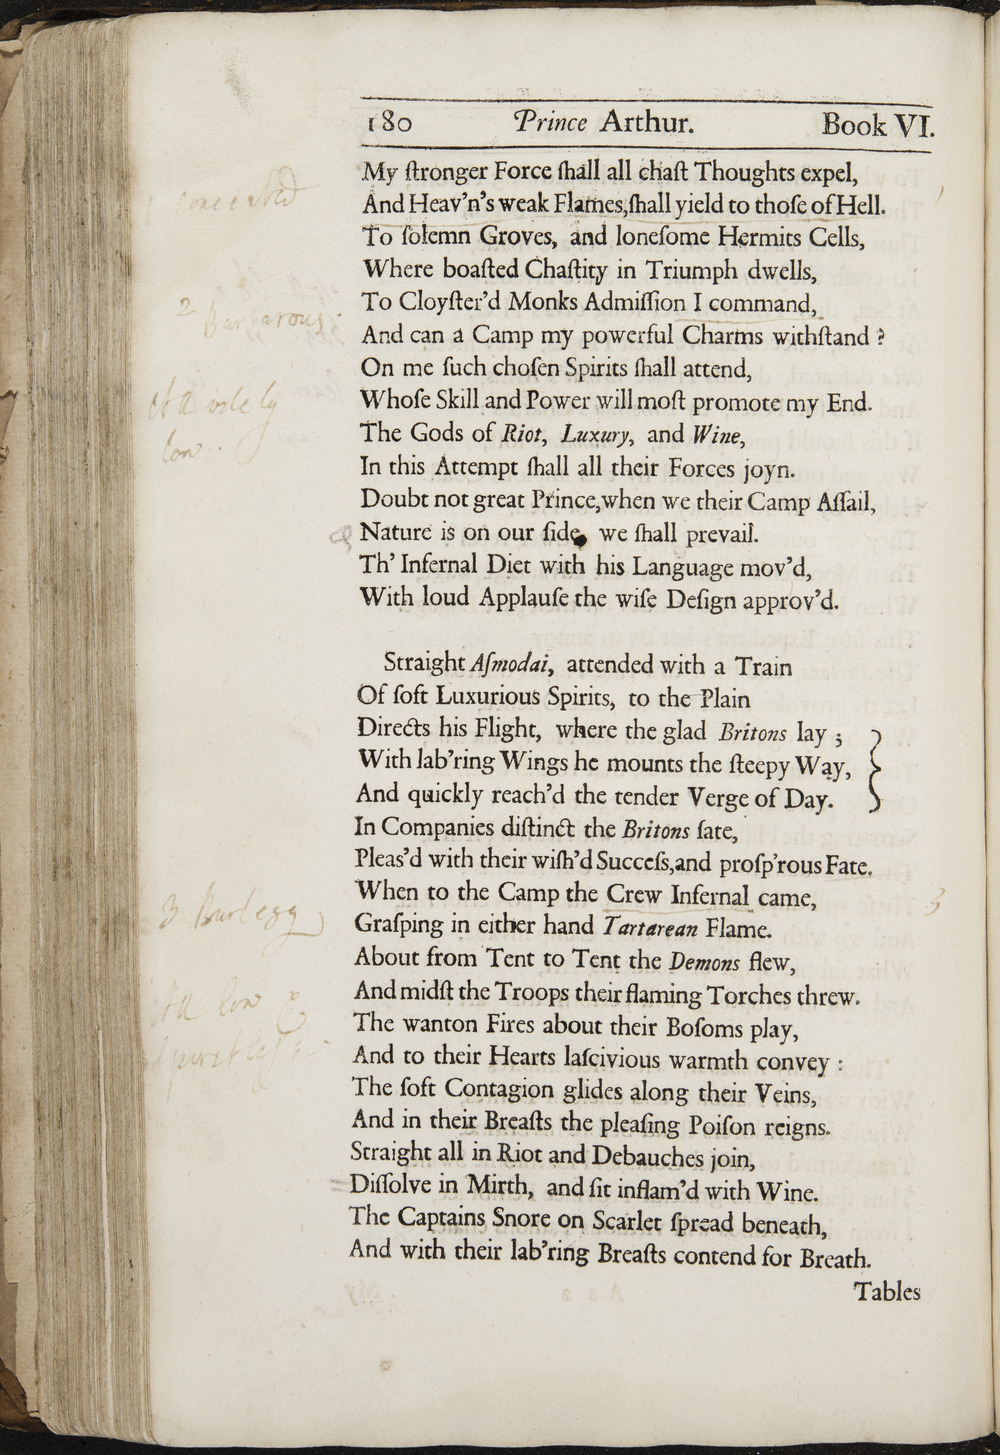 180 Prince Arthur. Book VI.
My ſtronger Force ſhall all chaſt Thoughts expel,
And Heav'n's weak Flames, ſhall yield to thoſe of Hell.
To ſolemn Groves, and loneſome Hermits Cells,
Where boaſted Chaſtity in Triumph dwells,
To Cloyſter'd Monks Admiſſion I command,
2
Barbarous
And can a Camp my powerful Charms withſtand ?
On me ſuch choſen Spirits ſhall attend,
Whoſe Skill and Power will moſt promote my End.
all vilely
low
The Gods of Riot, Luxury, and Wine,
In this Attempt ſhall all their Forces joyn.
Doubt not great Prince, when we their Camp Aſſail,
Nature is on our ſide, we ſhall prevail.
Th' Infernal Diet with his Language mov'd,
With loud Applauſe the wiſe Deſign approv'd.
Straight Aſmodai, attended with a Train
Of ſoft Luxurious Spirits, to the Plain
Directs his Flight, where the glad Britons lay ;
With lab'ring Wings he mounts the ſteepy Way,
And quickly reach'd the tender Verge of Day.
In Companies diſtinct the Britons ſate,
Pleas'd with their wiſh'd Succeſs, and proſp'rous Fate.
When to the Camp the Crew Infernal came,
3
3 Burlesq
Graſping in either hand Tartarean Flame.
About from Tent to Tent the Demons flew,
And midſt the Troops their flaming Torches threw.
all low
The wanton Fires about their Boſoms play,
And to their Hearts laſcivious warmth convey :
The ſoft Contagion glides along their Veins,
And in their Breaſts the pleaſing Poiſon reigns.
Straight all in Riot and Debauches join,
Diſſolve in Mirth, and ſit inflam'd with Wine.
The Captains Snore on Scarlet ſpread beneath,
And with their lab'ring Breaſts contend for Breath.
Tables